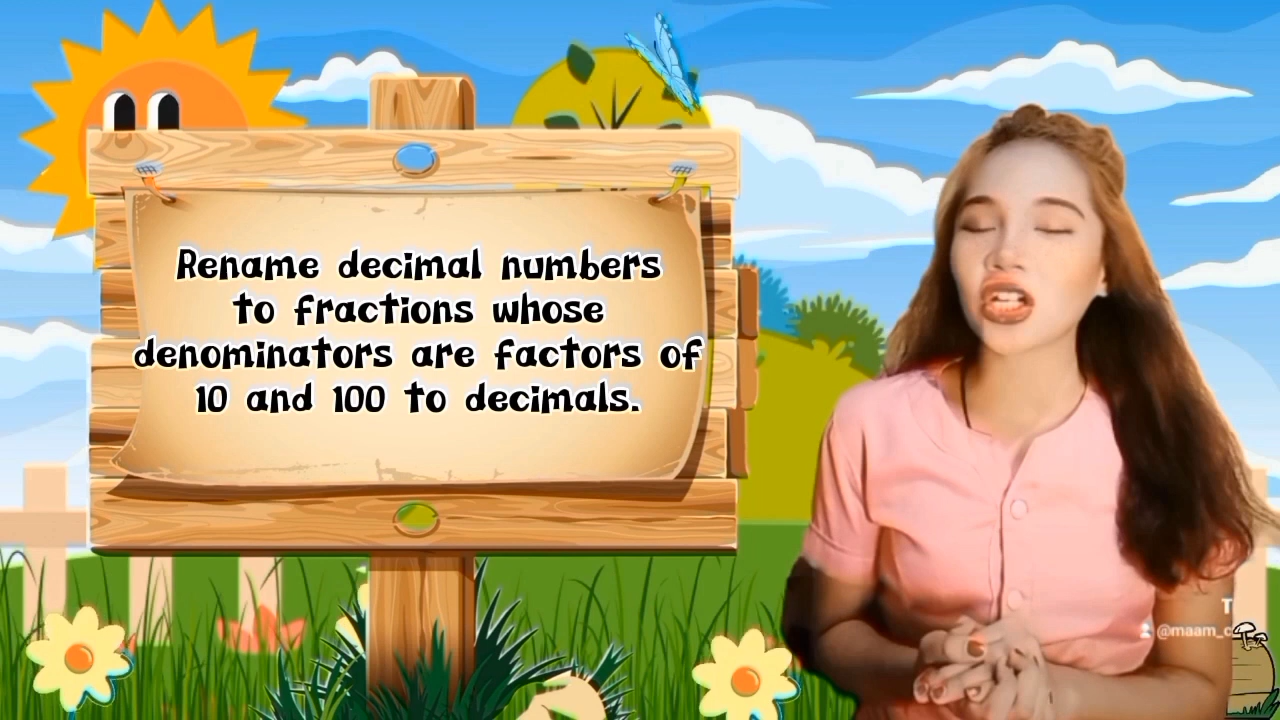 Rename decimal numbers
to fractions whose
denominators are factors of
10 and 100 to decimals.